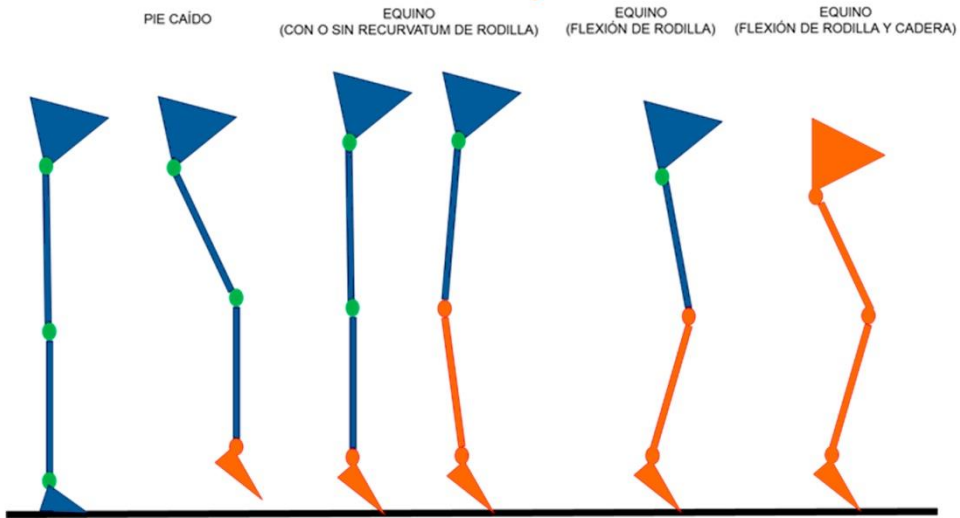 PIE CAÍDO
EQUINO
(CON O SIN RECURVATUM DE RODILLA)
EQUINO
(FLEXIÓN DE RODILLA)
EQUINO
(FLEXIÓN DE RODILLA Y CADERA)